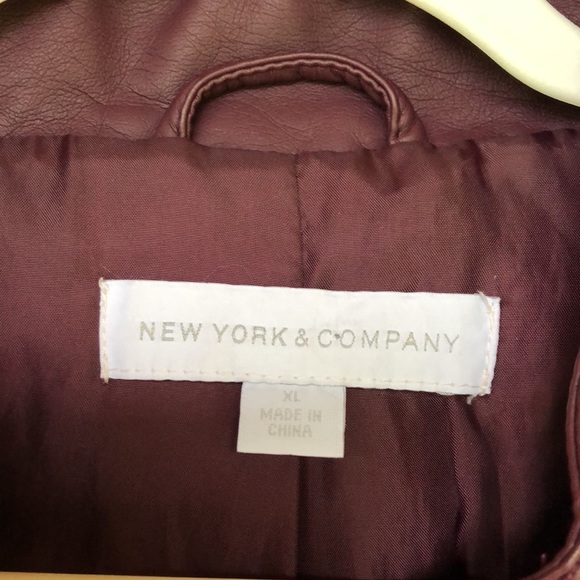 NEW YORK & COMPANY
XL
MADE IN
CHINA